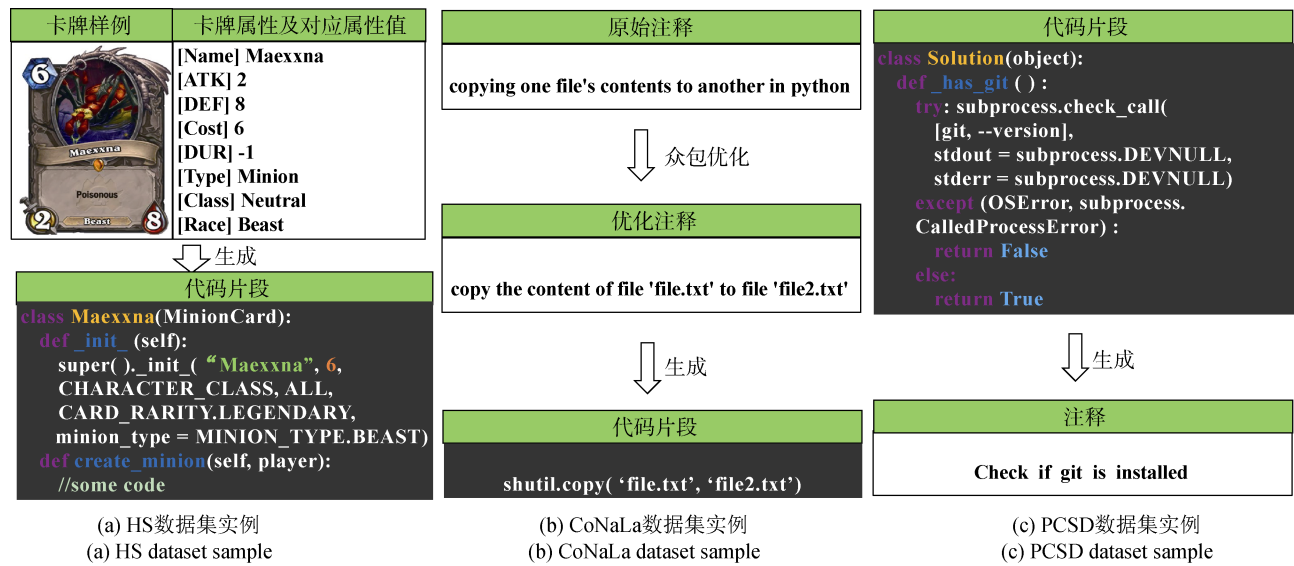 卡牌样例
卡牌属性及对应属性值
6
Maexxna
Poisonous
Beast
2
8
[Name] Maexxna
[ATK] 2
[DEF] 8
[Cost] 6
[DUR] -1
[Type] Minion
[Class] Neutral
[Race] Beast
生成
代码片段
class Maexxna(MinionCard):
def _init_ (self):
super( )._init_( “Maexxna”, 6,
CHARACTER_CLASS, ALL,
CARD_RARITY.LEGENDARY,
minion_type = MINION_TYPE.BEAST)
def create_minion(self, player):
//some code
(a) HS数据集实例
(a) HS dataset sample
原始注释
copying one file's contents to another in python
众包优化
优化注释
copy the content of file 'file.txt' to file 'file2.txt'
生成
代码片段
shutil.copy( ‘file.txt’, ‘file2.txt’)
(b) CoNaLa数据集实例
(b) CoNaLa dataset sample
代码片段
class Solution(object):
def _has_git ( ) :
try: subprocess.check_call(
[git, --version],
stdout = subprocess.DEVNULL,
stderr = subprocess.DEVNULL)
except (OSError, subprocess.
CalledProcessError) :
return False
else:
return True
生成
注释
Check if git is installed
(c) PCSD数据集实例
(c) PCSD dataset sample